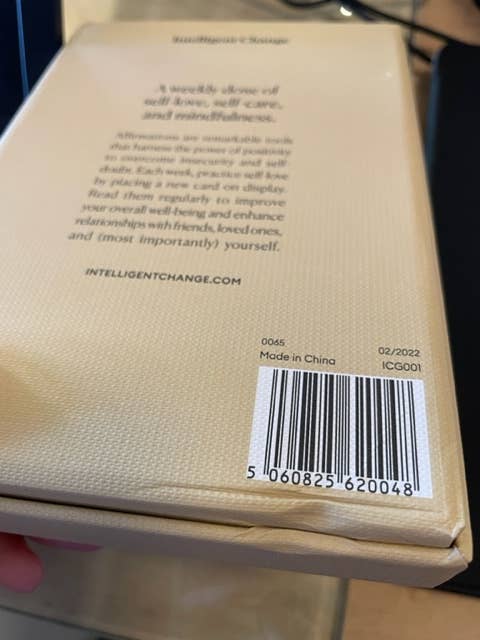 Intelligent Change
A weekly dose of
self-love, self-care,
and mindfulness.
Affirmations are remarkable tools
that harness the power of positivity
to overcome insecurity and self-
doubt. Each week, practice self-love
by placing a new card on display.
Read them regularly to improve
your overall well-being and enhance
relationships with friends, loved ones,
and (most importantly) yourself.
INTELLIGENTCHANGE.COM
0065
02/2022
Made in China
ICG001
5 060825 620048